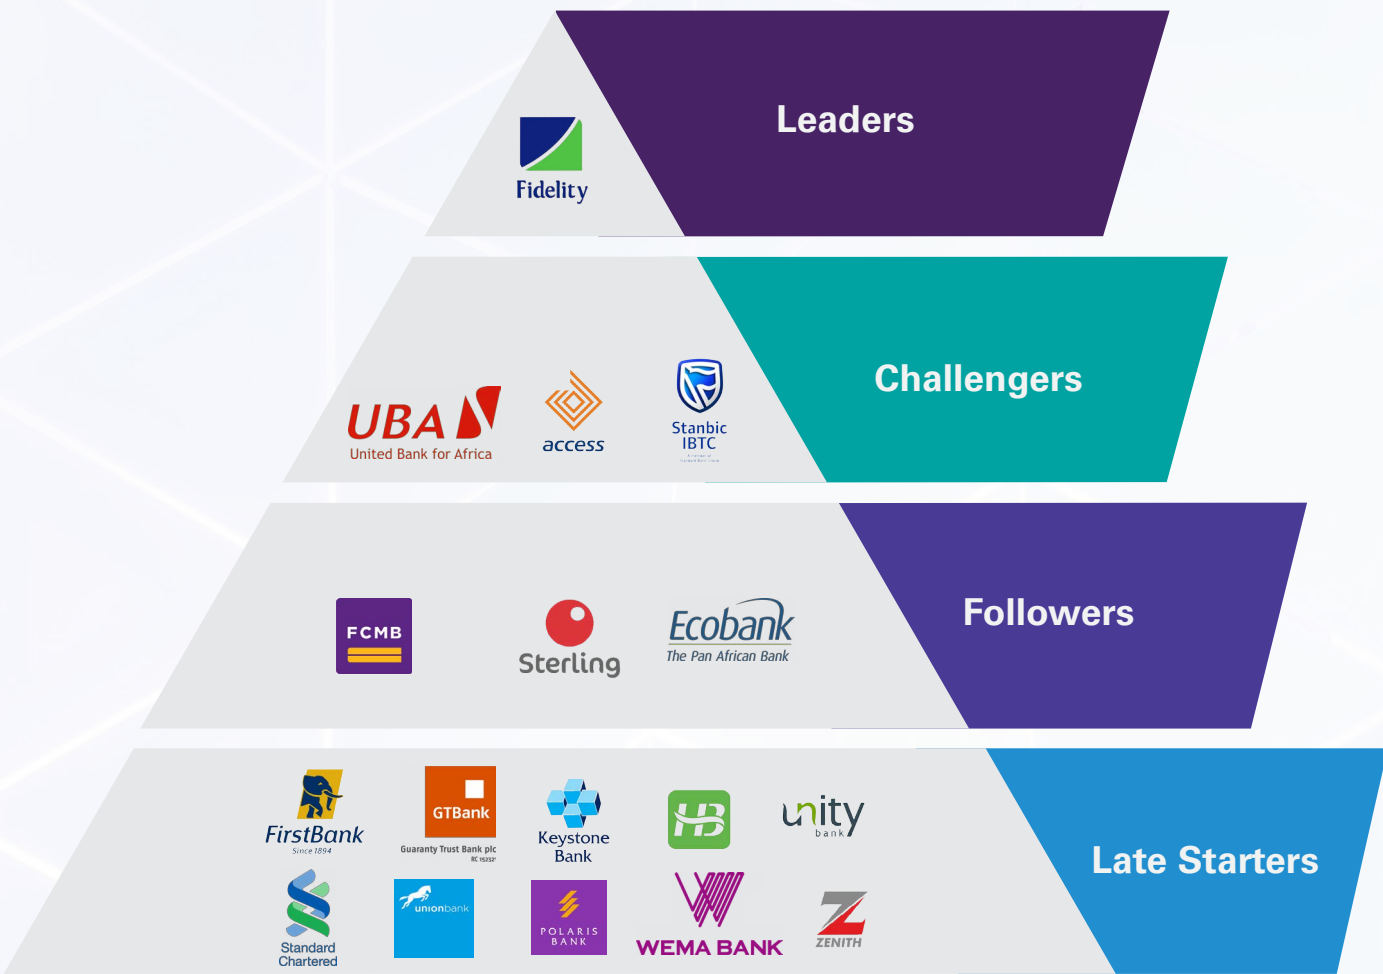 Leaders
Fidelity
Challengers
UBA
United Bank for Africa
access
Stanbic
IBTC
Followers
FCMB
Sterling
Ecobank
The Pan African Bank
Late Starters
FirstBank
Since 1894
GTBank
Guaranty Trust Bank plc
Keystone
Bank
HB
unity
bank
Standard
Chartered
unionbank
POLARIS
BANK
WEMA BANK
ZENITH